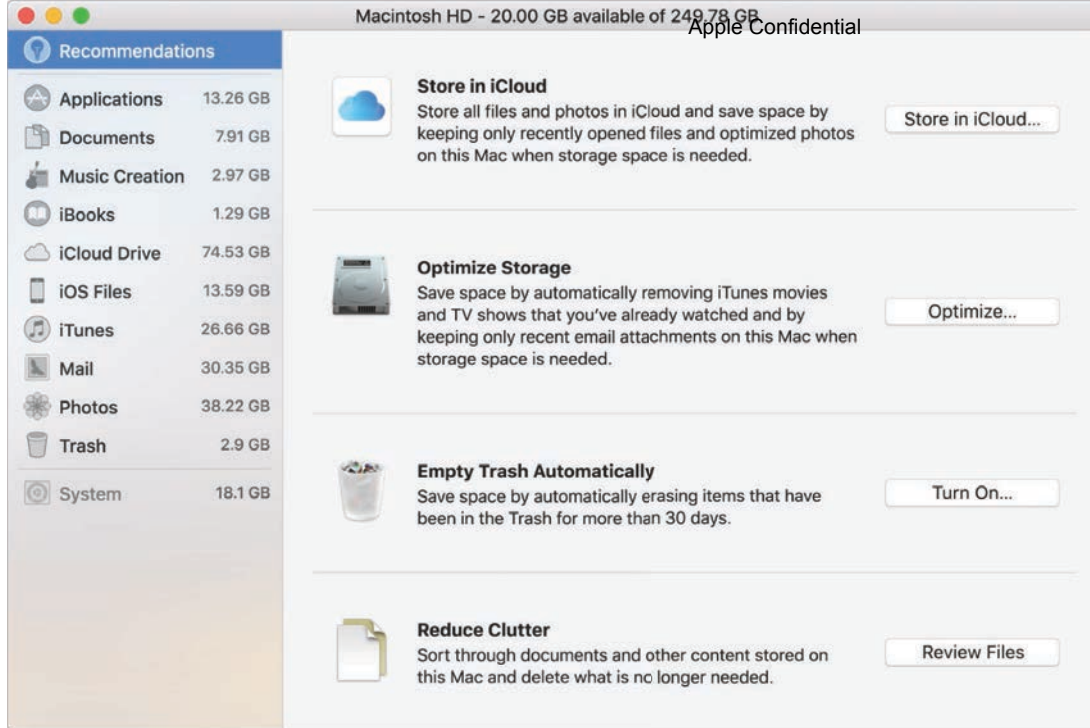 Macintosh HD - 20.00 GB available of 249.78 GB
Apple Confidential
Recommendations
Applications 13.26 GB
Documents 7.91 GB
Music Creation 2.97 GB
iBooks 1.29 GB
iCloud Drive 74.53 GB
iOS Files 13.59 GB
iTunes 26.66 GB
Mail 30.35 GB
Photos 38.22 GB
Trash 2.9 GB
System 18.1 GB
Store in iCloud
Store all files and photos in iCloud and save space by
keeping only recently opened files and optimized photos
on this Mac when storage space is needed.
Store in iCloud...
Optimize Storage
Save space by automatically removing iTunes movies
and TV shows that you've already watched and by
keeping only recent email attachments on this Mac when
storage space is needed.
Optimize...
Empty Trash Automatically
Save space by automatically erasing items that have
been in the Trash for more than 30 days.
Turn On...
Reduce Clutter
Sort through documents and other content stored on
this Mac and delete what is no longer needed.
Review Files